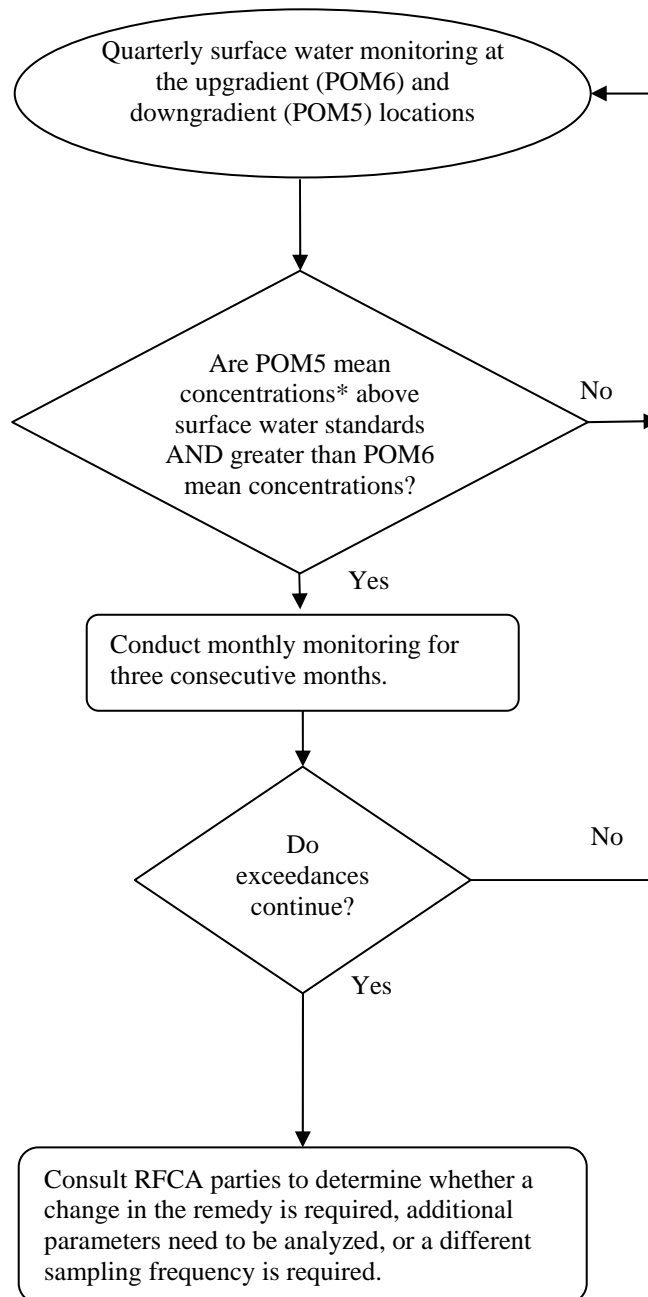 Quarterly surface water monitoring at
the upgradient (POM6) and
downgradient (POM5) locations
Are POM5 mean
concentrations* above
surface water standards
AND greater than POM6
mean concentrations?
No
Yes
Conduct monthly monitoring for
three consecutive months.
Do
exceedances
continue?
No
Yes
Consult RFCA parties to determine whether a
change in the remedy is required, additional
parameters need to be analyzed, or a different
sampling frequency is required.